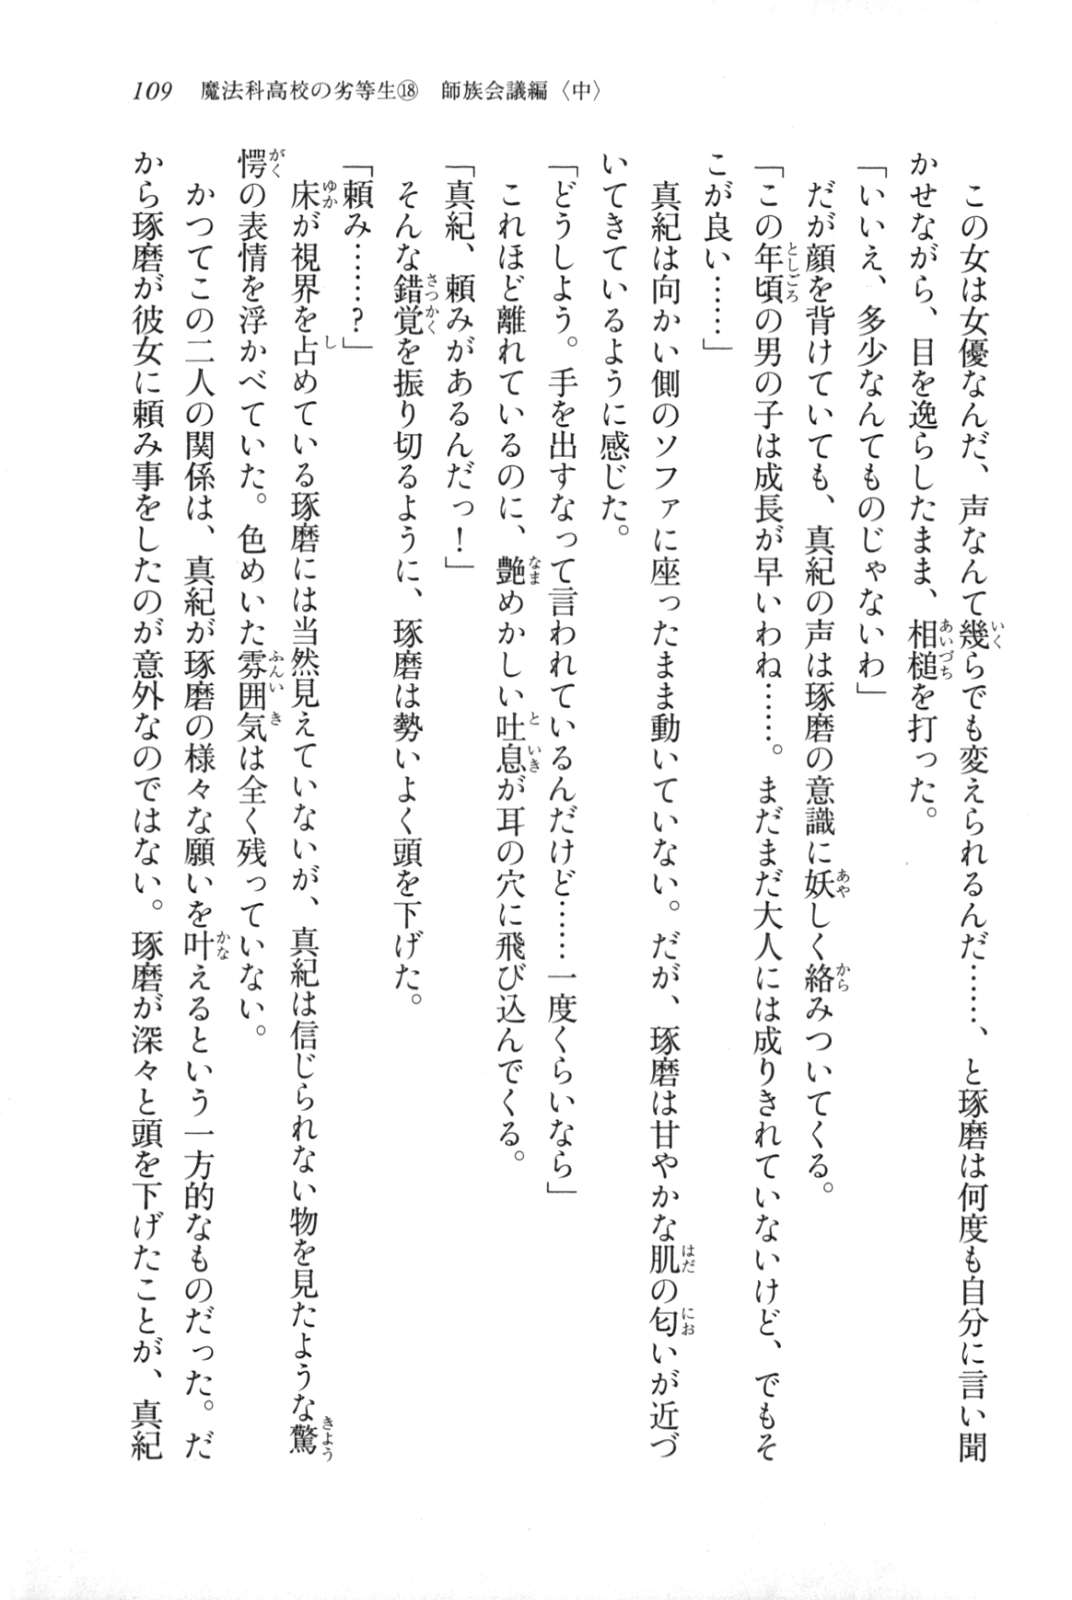 109　魔法科高校の劣等生⑱　師族会議編〈中〉
　この女は女優なんだ、声なんて幾らでも変えられるんだ……、と琢磨は何度も自分に言い聞
かせながら、目を逸らしたまま、相槌を打った。
「いいえ、多少なんてものじゃないわ」
　だが顔を背けていても、真紀の声は琢磨の意識に妖しく絡みついてくる。
「この年頃の男の子は成長が早いわね……。まだまだ大人には成りきれていないけど、でもそ
こが良い……」
　真紀は向かい側のソファに座ったまま動いていない。だが、琢磨は甘やかな肌の匂いが近づ
いてきているように感じた。
「どうしよう。手を出すなって言われているんだけど……一度くらいなら」
　これほど離れているのに、艶めかしい吐息が耳の穴に飛び込んでくる。
「真紀、頼みがあるんだっ！」
　そんな錯覚を振り切るように、琢磨は勢いよく頭を下げた。
「頼み……？」
　床が視界を占めている琢磨には当然見えていないが、真紀は信じられない物を見たような驚
愕の表情を浮かべていた。色めいた雰囲気は全く残っていない。
　かつてこの二人の関係は、真紀が琢磨の様々な願いを叶えるという一方的なものだった。だ
から琢磨が彼女に頼み事をしたのが意外なのではない。琢磨が深々と頭を下げたことが、真紀